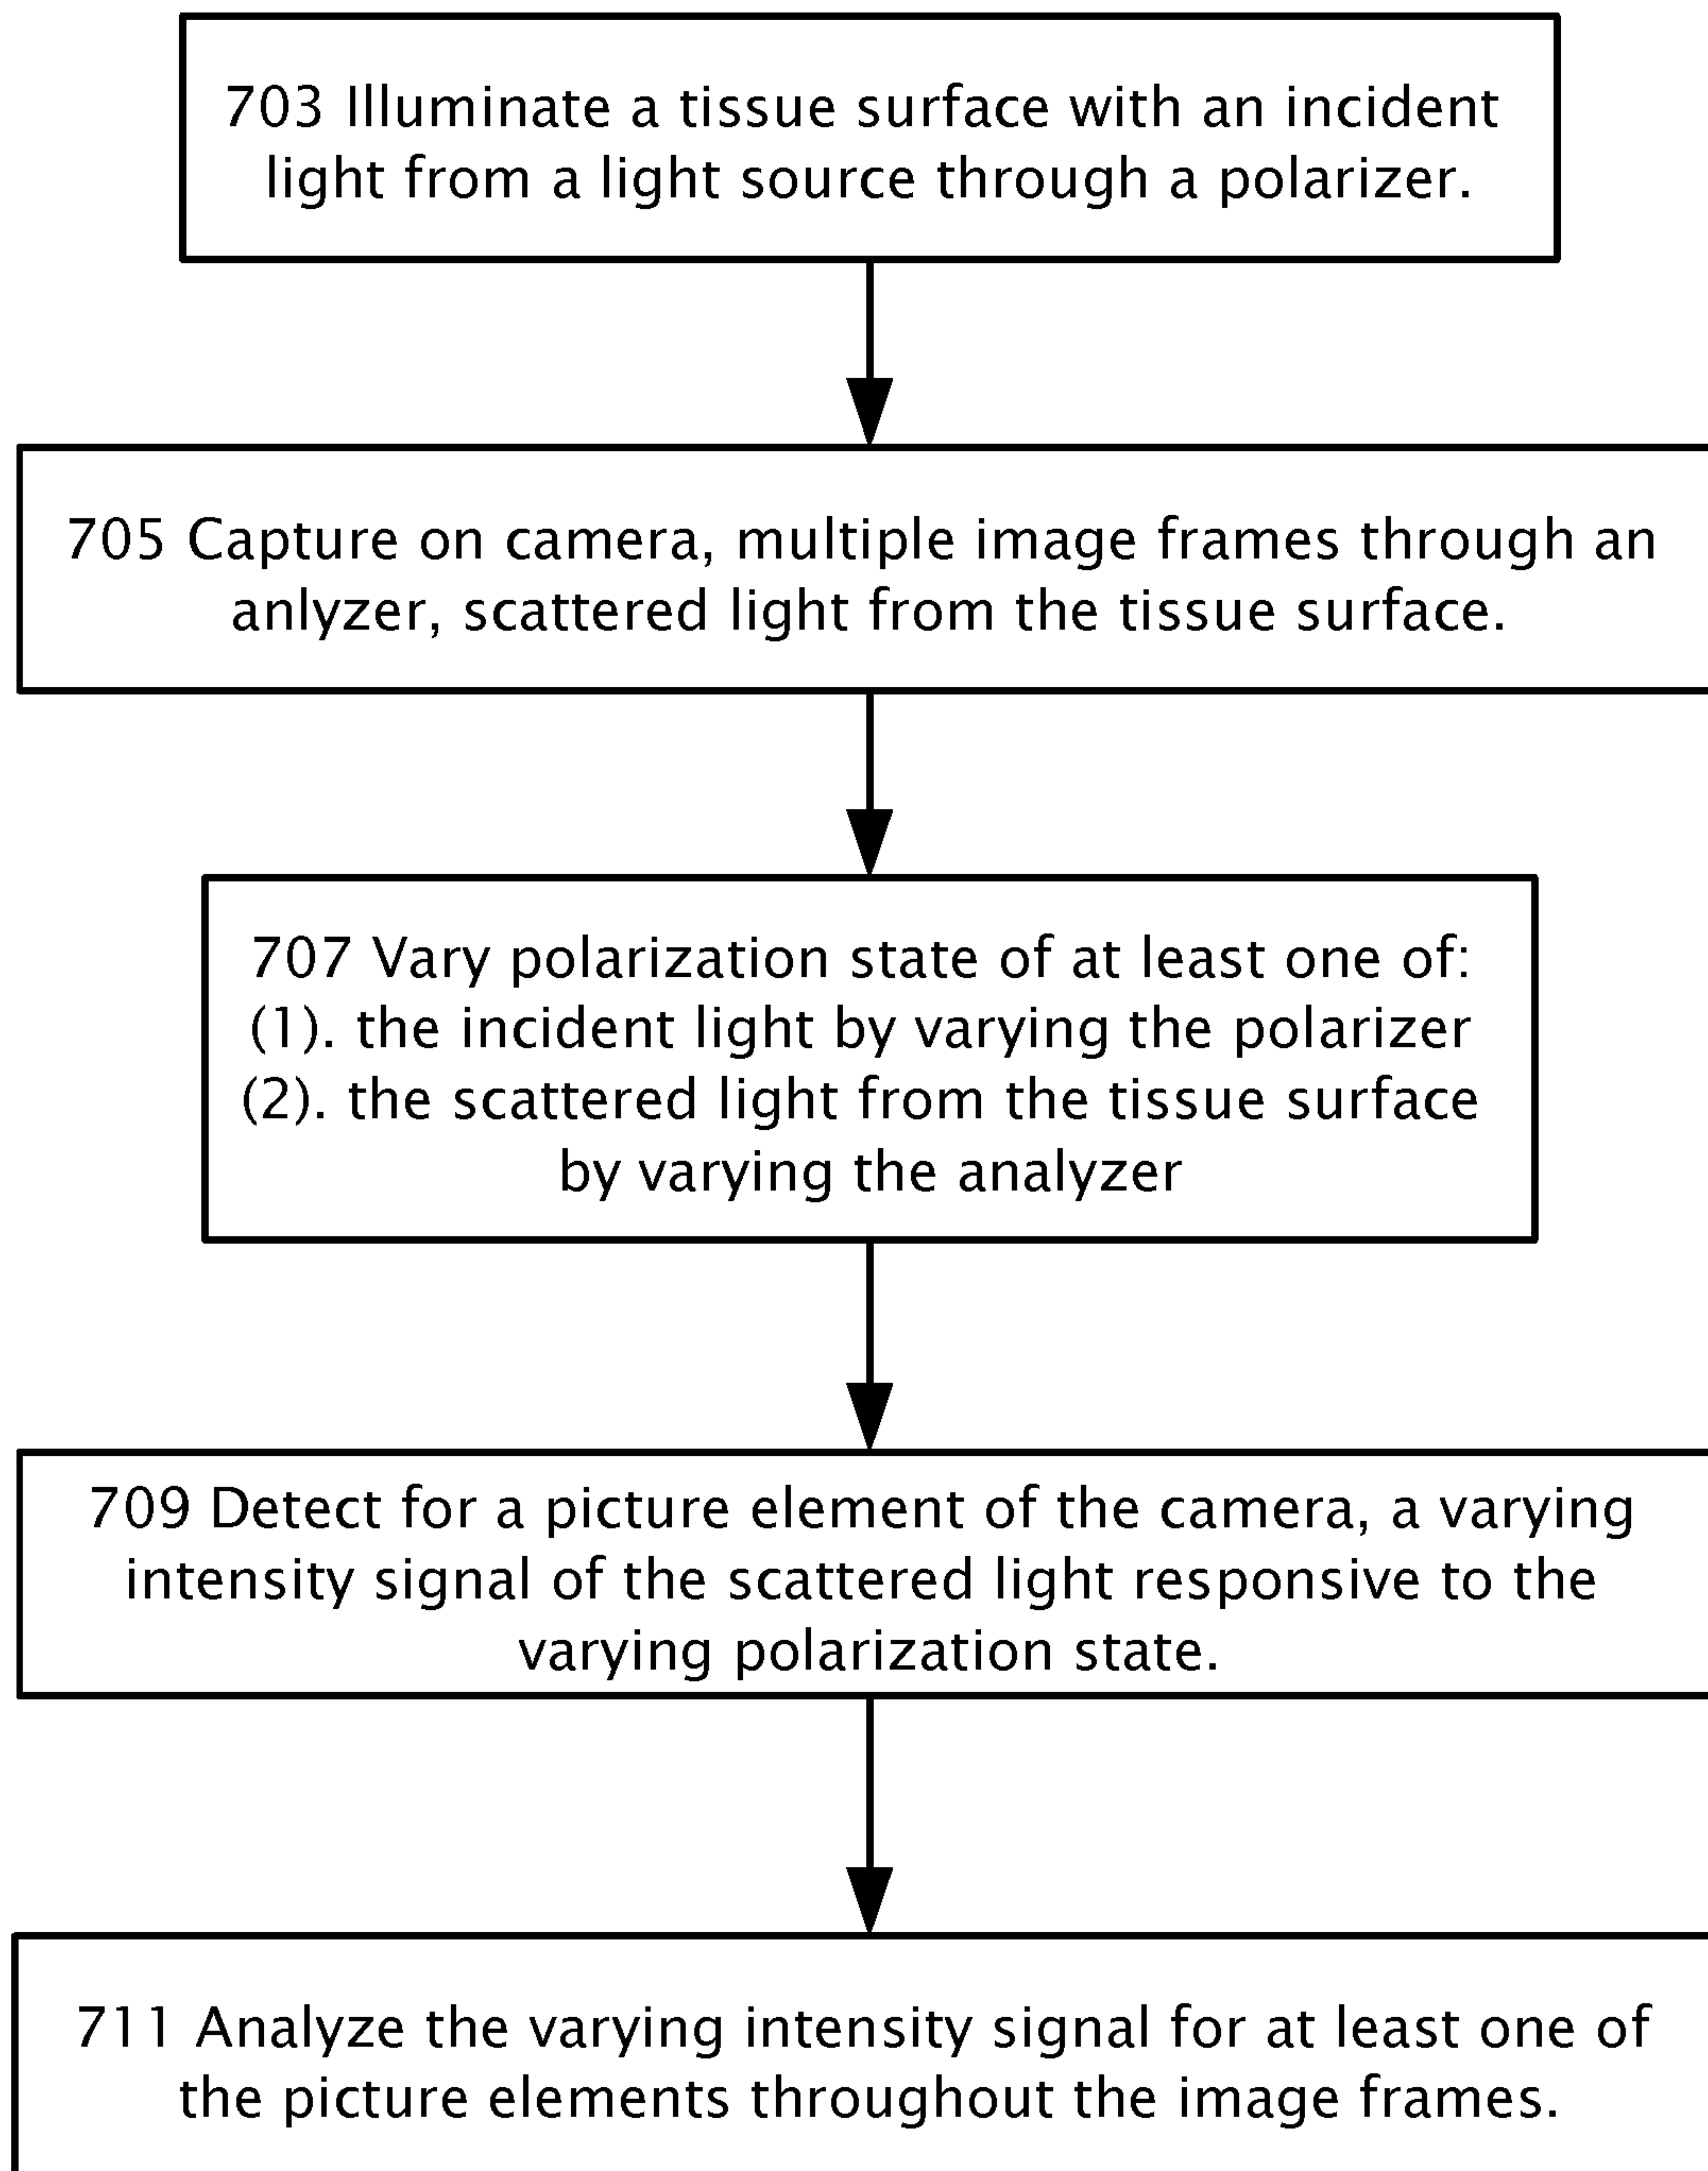 703 Illuminate a tissue surface with an incident
light from a light source through a polarizer.
705 Capture on camera, multiple image frames through an
anlyzer, scattered light from the tissue surface.
707 Vary polarization state of at least one of:
(1). the incident light by varying the polarizer
(2). the scattered light from the tissue surface
by varying the analyzer
709 Detect for a picture element of the camera, a varying
intensity signal of the scattered light responsive to the
varying polarization state.
711 Analyze the varying intensity signal for at least one of
the picture elements throughout the image frames.